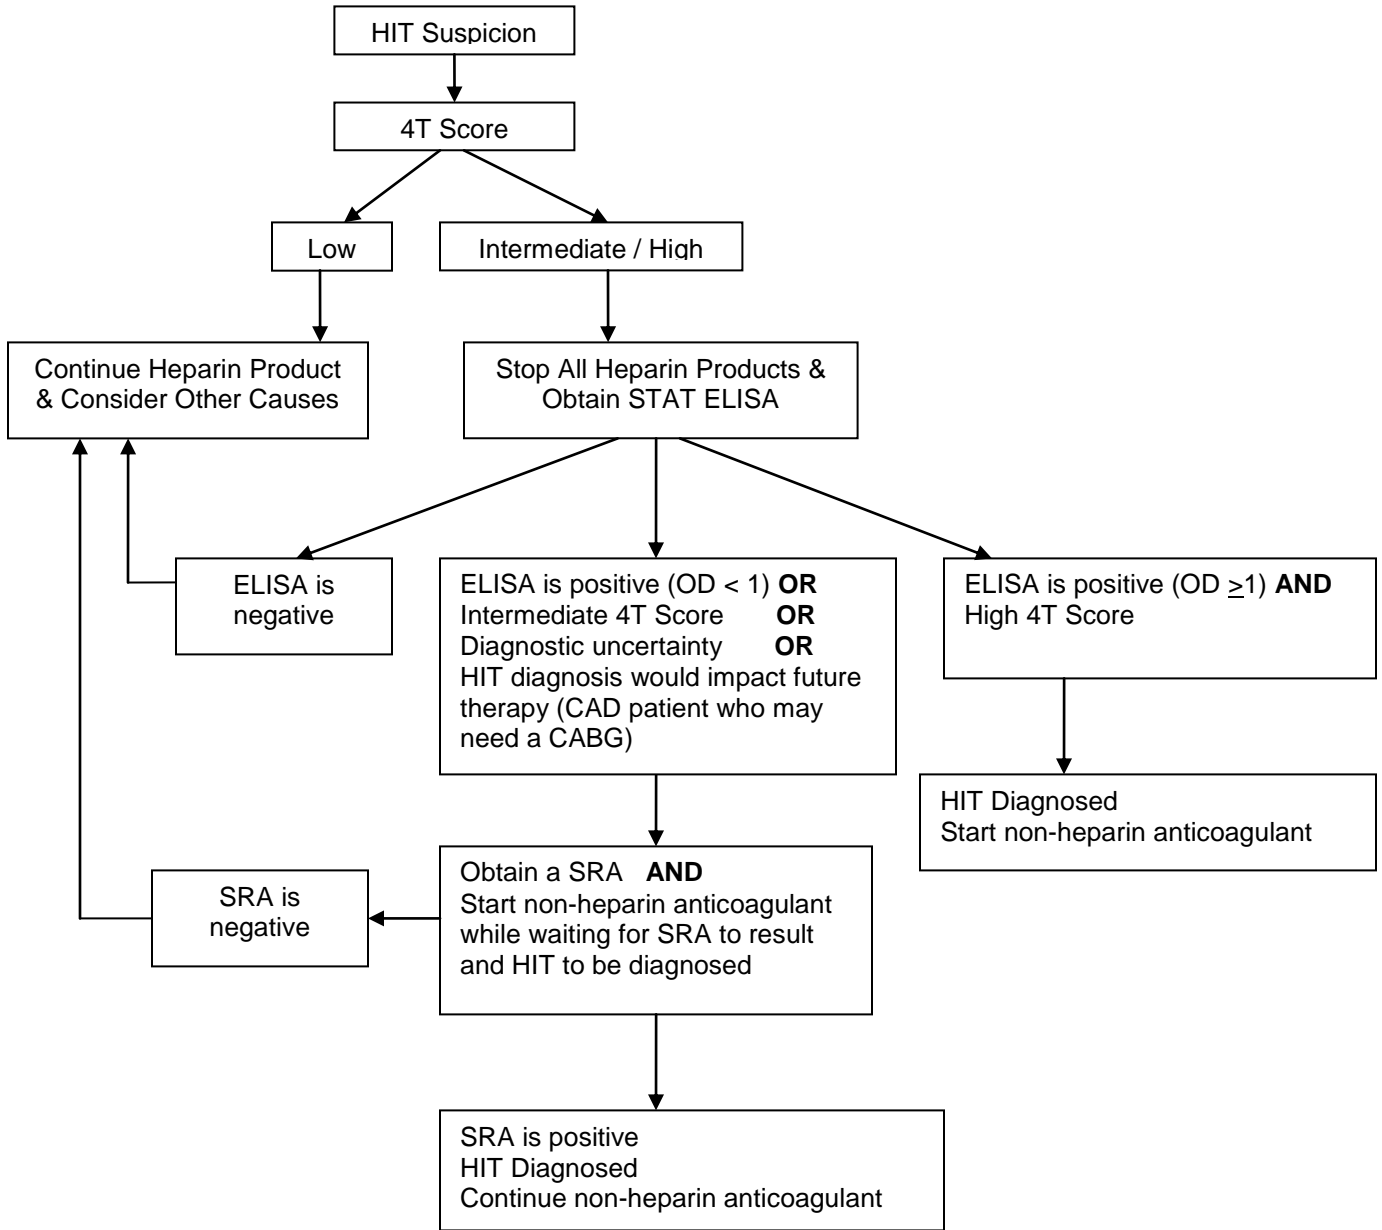 HIT Suspicion
4T Score
Low
Intermediate / High
Continue Heparin Product
& Consider Other Causes
Stop All Heparin Products &
Obtain STAT ELISA
ELISA is
negative
ELISA is positive (OD < 1) OR
Intermediate 4T Score OR
Diagnostic uncertainty OR
HIT diagnosis would impact future
therapy (CAD patient who may
need a CABG)
ELISA is positive (OD ≥1) AND
High 4T Score
HIT Diagnosed
Start non-heparin anticoagulant
SRA is
negative
Obtain a SRA AND
Start non-heparin anticoagulant
while waiting for SRA to result
and HIT to be diagnosed
SRA is positive
HIT Diagnosed
Continue non-heparin anticoagulant